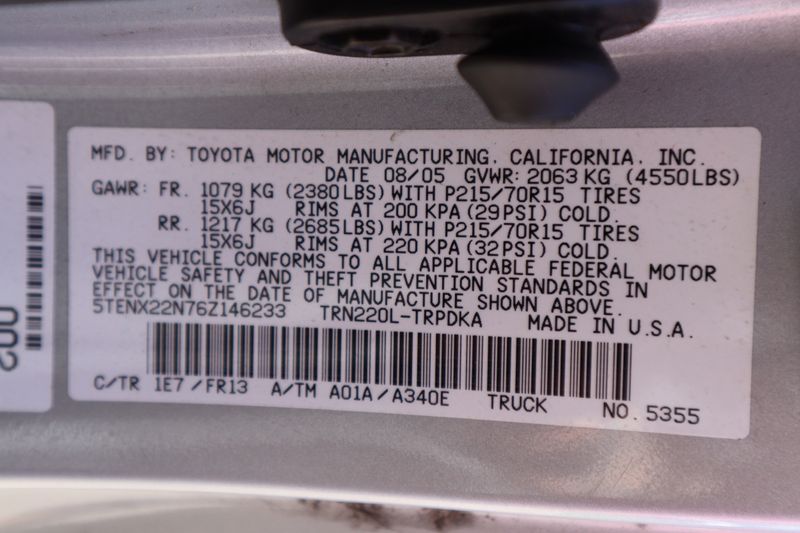 MFD. BY: TOYOTA MOTOR MANUFACTURING, CALIFORNIA, INC.
DATE 08/05 GVWR: 2063 KG (4550LBS)
GAWR: FR. 1079 KG (2380LBS) WITH P215/70R15 TIRES
15X6J RIMS AT 200 KPA (29PSI) COLD.
RR. 1217 KG (2685LBS) WITH P215/70R15 TIRES
15X6J RIMS AT 220 KPA (32PSI) COLD.
THIS VEHICLE CONFORMS TO ALL APPLICABLE FEDERAL MOTOR
VEHICLE SAFETY AND THEFT PREVENTION STANDARDS IN
EFFECT ON THE DATE OF MANUFACTURE SHOWN ABOVE.
5TENX22N76Z146233 TRN220L-TRPDKA MADE IN U.S.A.
C/TR 1E7/FR13 A/TM A01A/A340E TRUCK NO. 5355
002